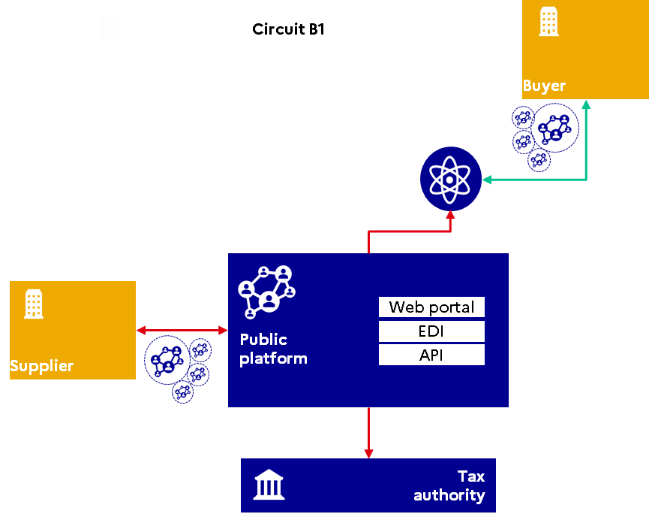 Circuit B1
Buyer
Web portal
EDI
API
Public
platform
Supplier
Tax
authority